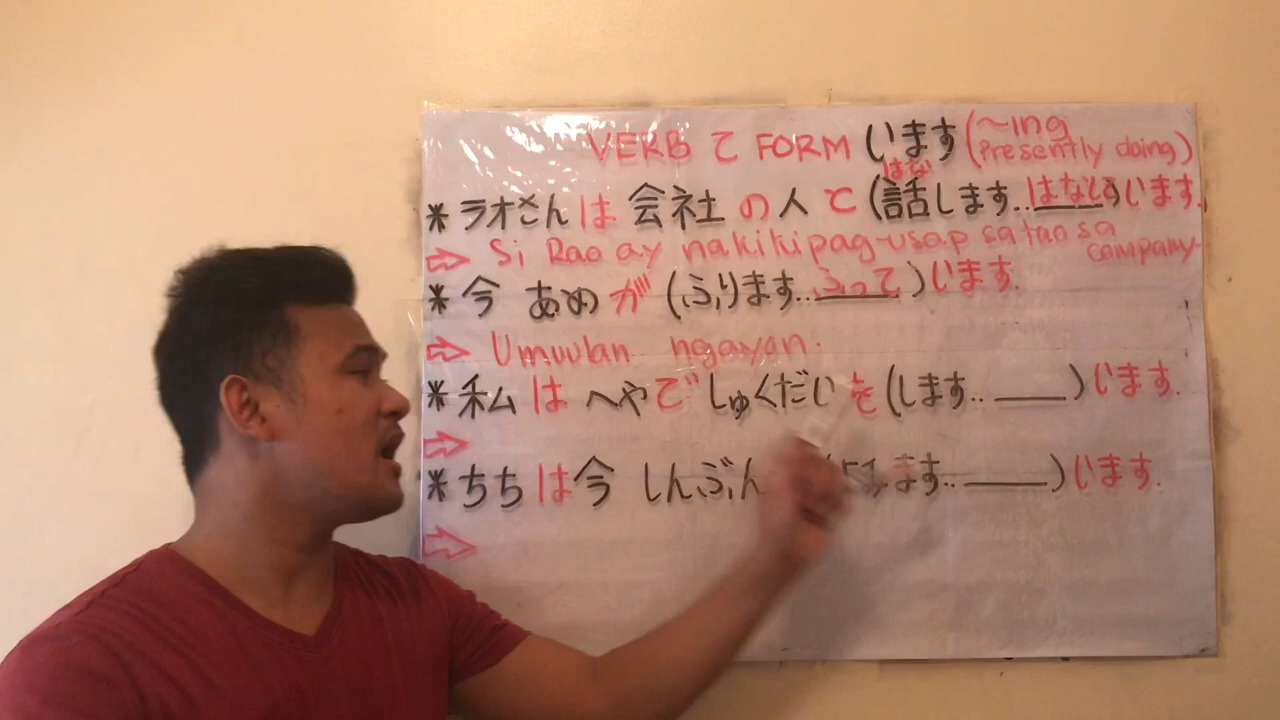 VERB て FORM います (~ing
Presently doing)
はな
* ラオさんは 会社 の 人 と (話します.. はなして) います.
⇨ Si Rao ay nakikipag-usap sa tao sa
company
* 今 あめ が (ふります.. ふって) います.
⇨ Umuulan ngayon.
* 私 は へや で しゅくだい を (します.. ____) います.
⇨
* ちち は 今 しんぶん ( ます.. ____) います.
⇨